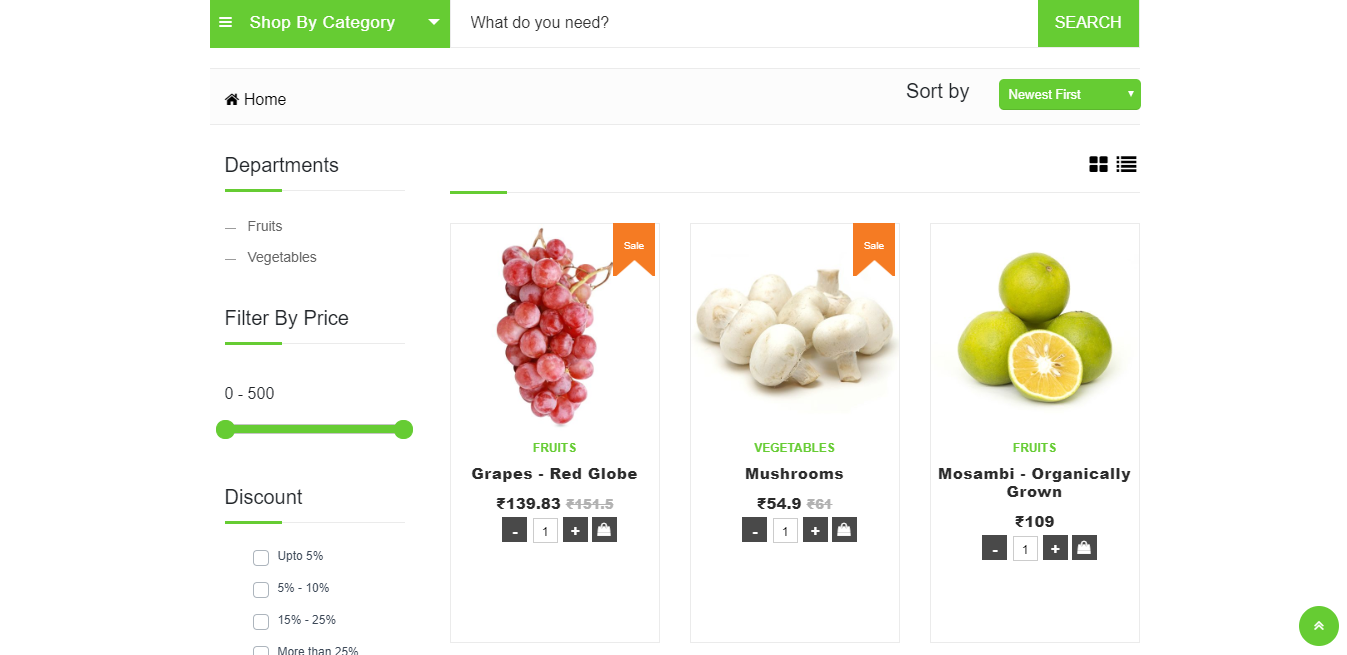 Shop By Category
What do you need?
SEARCH
Home
Sort by
Newest First
Departments
Fruits
Vegetables
Filter By Price
0 - 500
Discount
Upto 5%
5% - 10%
15% - 25%
More than 25%
Sale
FRUITS
Grapes - Red Globe
₹139.83 ₹151.5
- 1 +
Sale
VEGETABLES
Mushrooms
₹54.9 ₹61
- 1 +
FRUITS
Mosambi - Organically
Grown
₹109
- 1 +